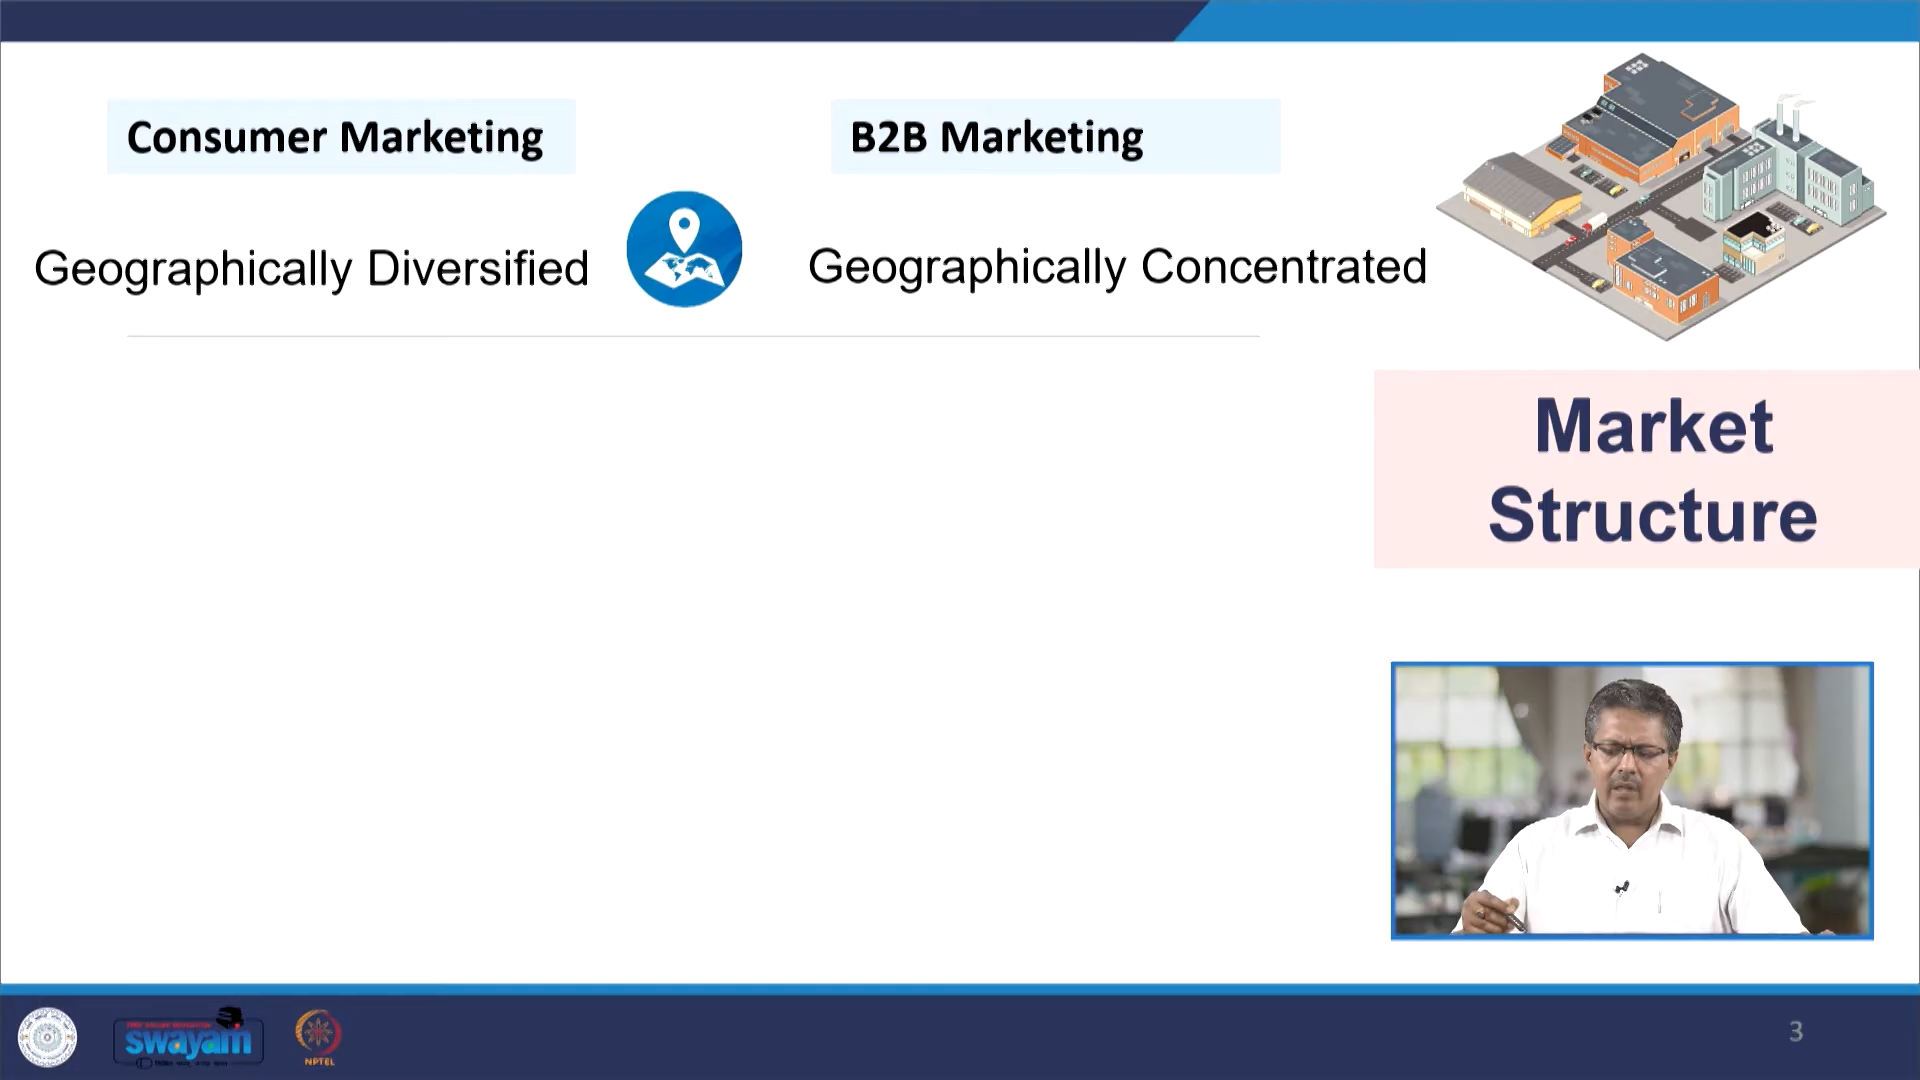 Consumer Marketing
B2B Marketing
Geographically Diversified
Geographically Concentrated
Market
Structure
swayam
NPTEL
3